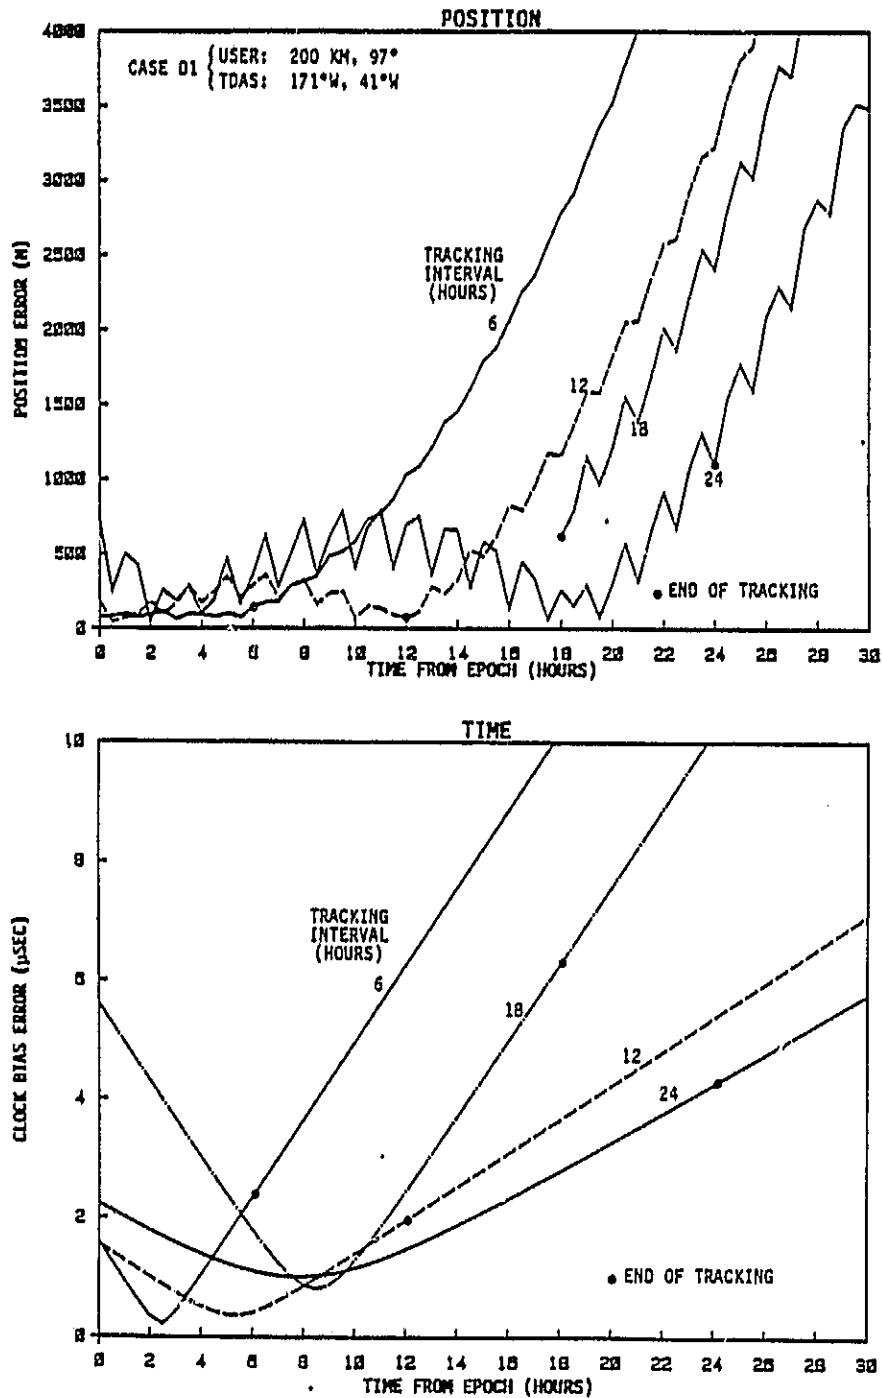 POSITION
4000
3500
3000
2500
2000
1500
1000
500
0
POSITION ERROR (M)
CASE 01 { USER: 200 KM, 97°
TDAS: 171°W, 41°W
TRACKING
INTERVAL
(HOURS)
6
12
18
24
● END OF TRACKING
0 2 4 6 8 10 12 14 16 18 20 22 24 26 28 30
TIME FROM EPOCH (HOURS)
TIME
10
8
6
4
2
0
CLOCK BIAS ERROR (μSEC)
TRACKING
INTERVAL
(HOURS)
6
18
12
24
● END OF TRACKING
0 2 4 6 8 10 12 14 16 18 20 22 24 26 28 30
TIME FROM EPOCH (HOURS)